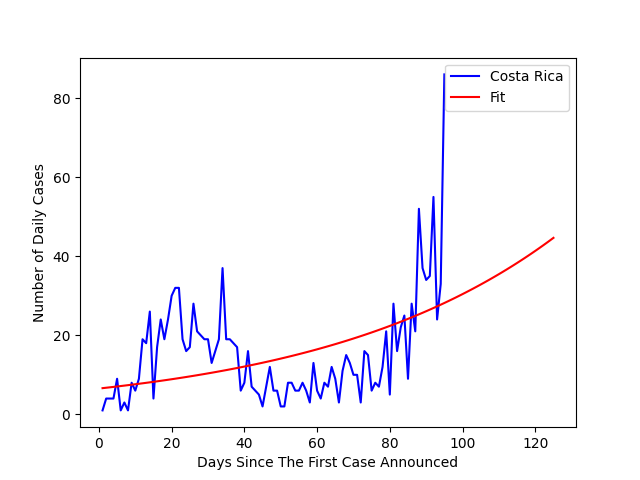 Costa Rica
Fit
Number of Daily Cases
80
60
40
20
0
0 20 40 60 80 100 120
Days Since The First Case Announced